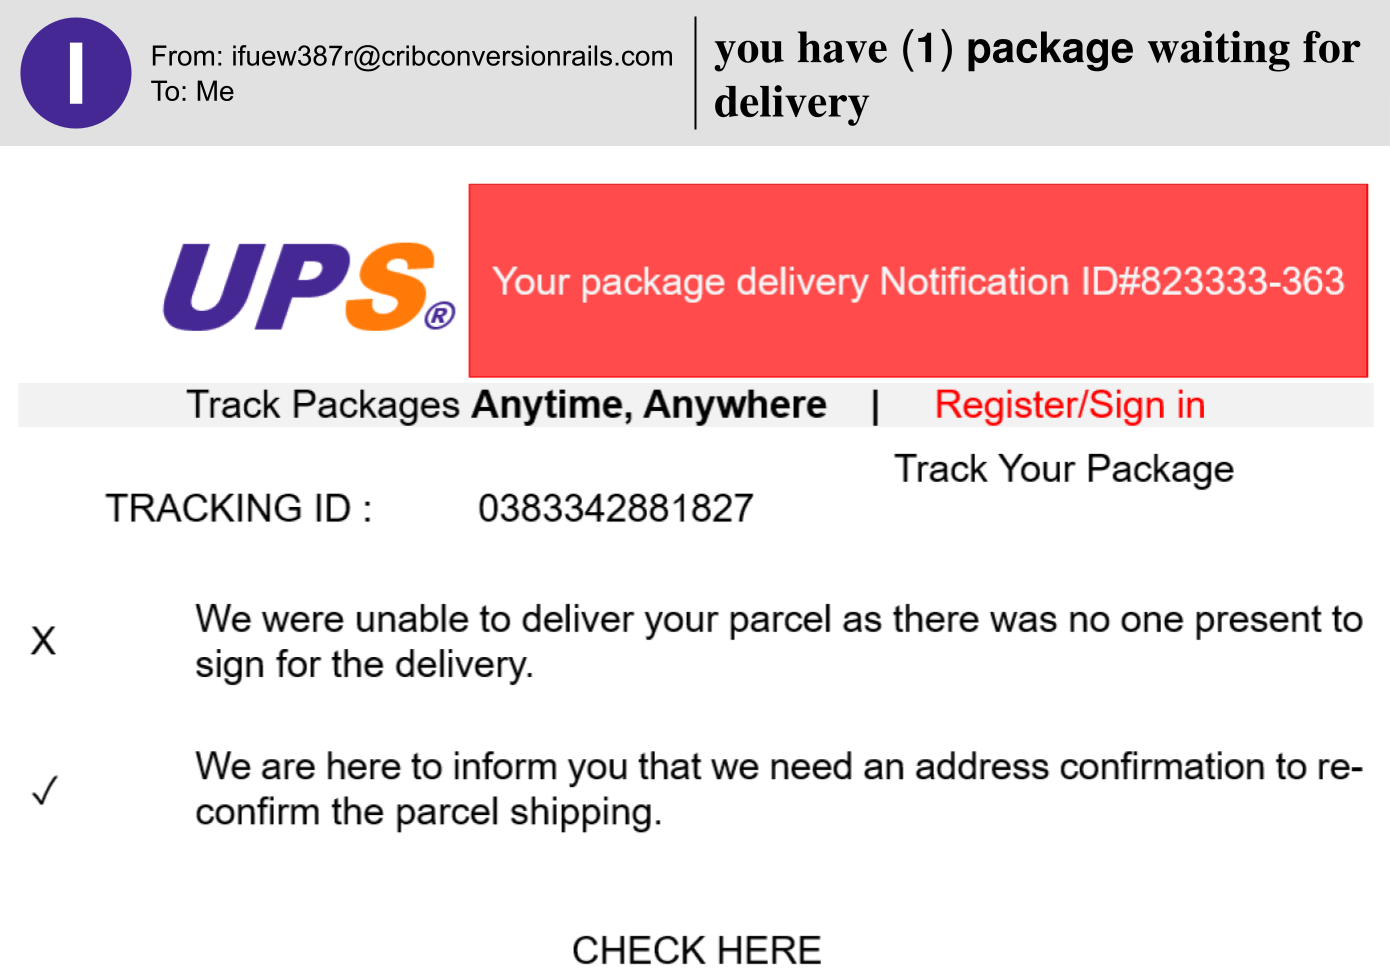 I
From: ifuew387r@cribconversionrails.com
To: Me
you have (1) package waiting for
delivery
UPS®
Your package delivery Notification ID#823333-363
Track Packages Anytime, Anywhere | Register/Sign in
Track Your Package
TRACKING ID : 0383342881827
X
We were unable to deliver your parcel as there was no one present to
sign for the delivery.
✓
We are here to inform you that we need an address confirmation to re-
confirm the parcel shipping.
CHECK HERE